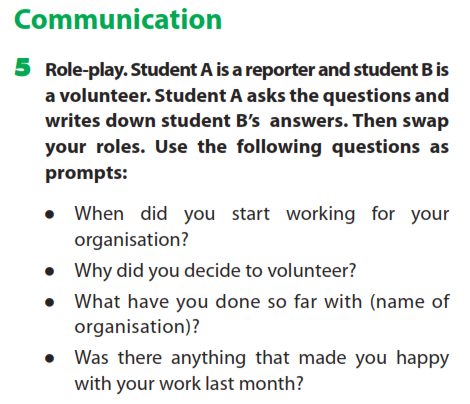 Communication
5 Role-play. Student A is a reporter and student B is
a volunteer. Student A asks the questions and
writes down student B’s answers. Then swap
your roles. Use the following questions as
prompts:
• When did you start working for your
organisation?
• Why did you decide to volunteer?
• What have you done so far with (name of
organisation)?
• Was there anything that made you happy
with your work last month?